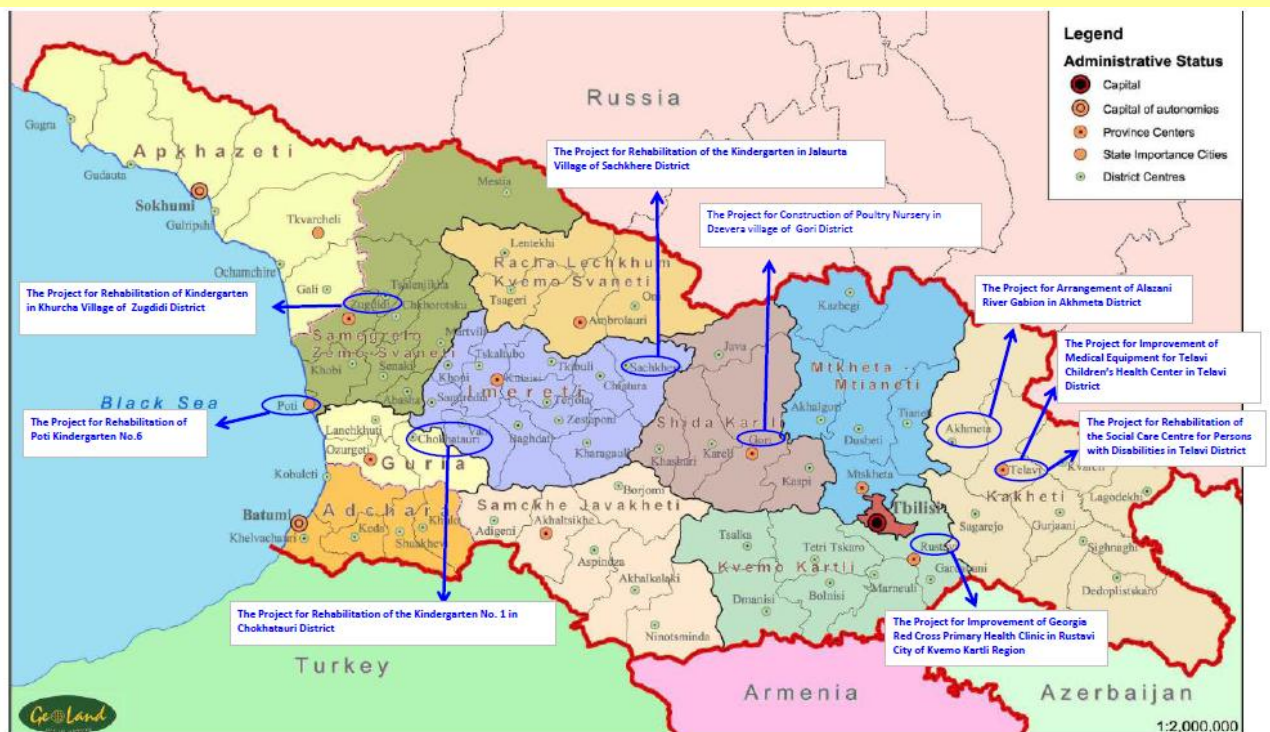 Legend
Administrative Status
Capital
Capital of autonomies
Province Centers
State Importance Cities
District Centres
Russia
The Project for Rehabilitation of the Kindergarten in Jalaurta
Village of Sachkhere District
The Project for Construction of Poultry Nursery in
Dzevera village of Gori District
The Project for Arrangement of Alazani
River Gabion in Akhmeta District
The Project for Improvement of
Medical Equipment for Telavi
Children's Health Center in Telavi
District
The Project for Rehabilitation of
the Social Care Centre for Persons
with Disabilities in Telavi District
The Project for Rehabilitation of Kindergarten
in Khurcha Village of Zugdidi District
The Project for Rehabilitation of
Poti Kindergarten No.6
The Project for Rehabilitation of the Kindergarten No. 1 in
Chokhatauri District
The Project for Improvement of Georgia
Red Cross Primary Health Clinic in Rustavi
City of Kvemo Kartli Region
Gagra
Apkhazeti
Gudauta
Sokhumi
Gulripshi
Tkvarcheli
Ochamchire
Gali
Mestia
Lentekhi
Racha Lechkhum
Kvemo Svaneti
Tsageri
Oni
Ambrolauri
Tsalenjikha
Zugdidi
Chkhorotsku
Samegrelo
Zemo Svaneti
Martvili
Khobi
Senaki
Abasha
Poti
Black Sea
Tskaltubo
Khoni
Kutaisi
Tkibuli
Sachkher
Chiatura
Imereti
Samtredia
Terjola
Zestaponi
Vani
Baghdati
Kharagauli
Lanchkhuti
Chokhatauri
Ozurgeti
Guria
Kobuleti
Batumi
Adchara
Khelvachauri
Keda
Shuakhevi
Khulo
Java
Shida Kartli
Gori
Kareli
Khashuri
Kaspi
Kazbegi
Mtkheta -
Mtianeti
Akhalgori
Tianeti
Dusheti
Mtskheta
Tbilisi
Akhmeta
Telavi
Kvareli
Kakheti
Lagodekhi
Sagarejo
Gurjaani
Sighnaghi
Dedoplistskaro
Borjomi
Samckhe Javakheti
Adigeni
Akhaltsikhe
Aspindza
Akhalkalaki
Ninotsminda
Tsalka
Tetri Tskaro
Kvemo Kartli
Dmanisi
Bolnisi
Marneuli
Rustavi
Gardabani
Turkey
Armenia
Azerbaijan
GeoLand
1:2,000,000